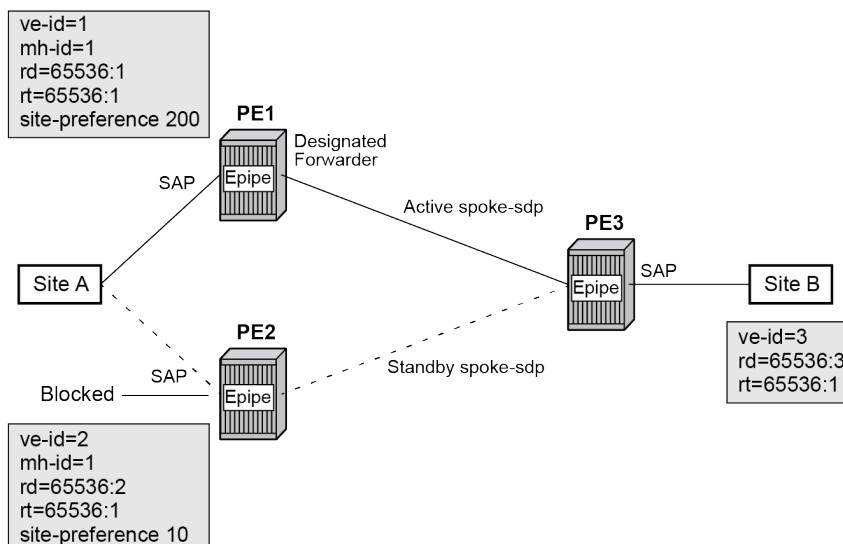 ve-id=1
mh-id=1
rd=65536:1
rt=65536:1
site-preference 200
PE1
Designated
Forwarder
Epipe
SAP
Active spoke-sdp
PE3
Site A
Epipe
SAP
Site B
PE2
ve-id=3
rd=65536:3
rt=65536:1
SAP
Standby spoke-sdp
Blocked
Epipe
ve-id=2
mh-id=1
rd=65536:2
rt=65536:1
site-preference 10